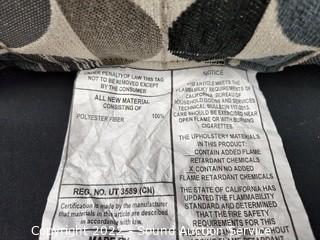 UNDER PENALTY OF LAW THIS TAG
NOT TO BE REMOVED EXCEPT
BY THE CONSUMER
ALL NEW MATERIAL
CONSISTING OF
POLYESTER FIBER 100%
REG. NO. UT 3589 (CN)
Certification is made by the manufacturer
that materials in this article are described
in accordance with law.
MADE BY
NOTICE
ARTICLE MEETS THE
FLAMMABILITY REQUIREMENTS OF
CALIFORNIA BUREAU OF
HOUSEHOLD GOODS AND SERVICES
TECHNICAL BULLETIN 117-2013.
CARE SHOULD BE EXERCISED NEAR
OPEN FLAME OR WITH BURNING
CIGARETTES.
THE UPHOLSTERY MATERIALS
IN THIS PRODUCT:
CONTAIN ADDED FLAME
RETARDANT CHEMICALS
X CONTAIN NO ADDED
FLAME RETARDANT CHEMICALS
THE STATE OF CALIFORNIA HAS
UPDATED THE FLAMMABILITY
STANDARD AND DETERMINED
THAT THE FIRE SAFETY
REQUIREMENTS FOR THIS
Copyright 2022 - Sound Auction Service